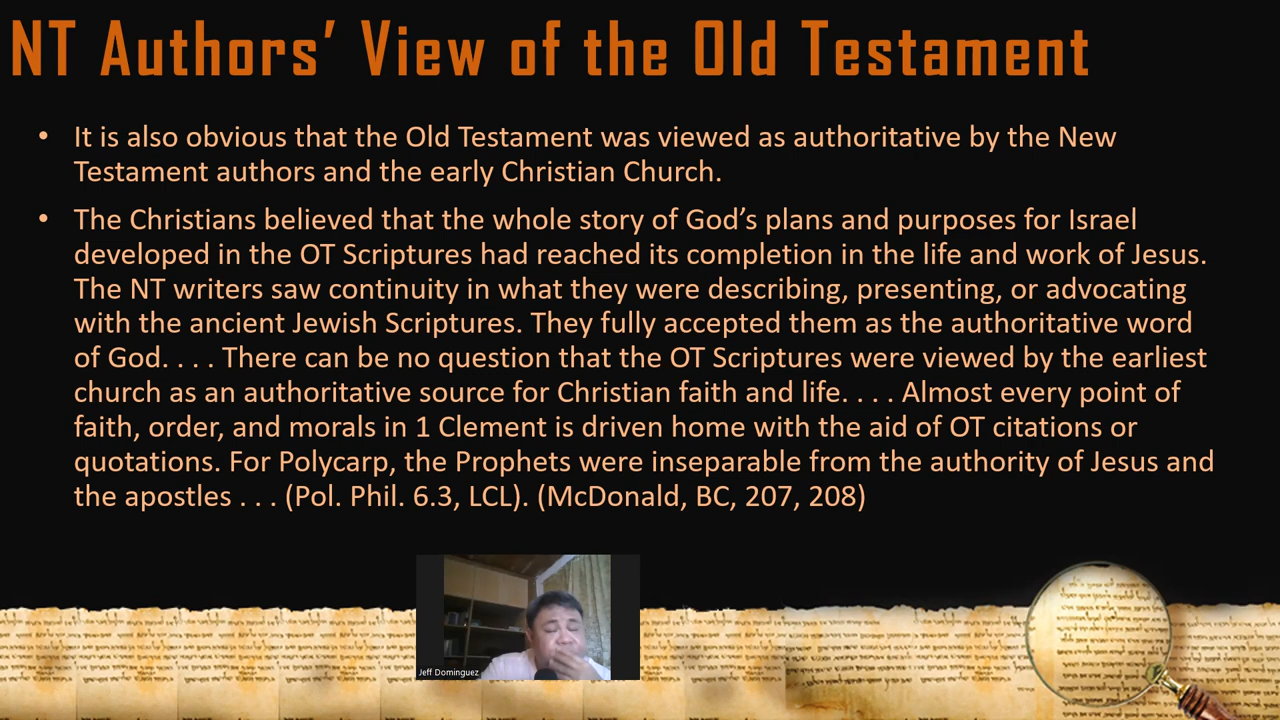 NT Authors’ View of the Old Testament
• It is also obvious that the Old Testament was viewed as authoritative by the New
Testament authors and the early Christian Church.
• The Christians believed that the whole story of God’s plans and purposes for Israel
developed in the OT Scriptures had reached its completion in the life and work of Jesus.
The NT writers saw continuity in what they were describing, presenting, or advocating
with the ancient Jewish Scriptures. They fully accepted them as the authoritative word
of God. . . . There can be no question that the OT Scriptures were viewed by the earliest
church as an authoritative source for Christian faith and life. . . . Almost every point of
faith, order, and morals in 1 Clement is driven home with the aid of OT citations or
quotations. For Polycarp, the Prophets were inseparable from the authority of Jesus and
the apostles . . . (Pol. Phil. 6.3, LCL). (McDonald, BC, 207, 208)
Jeff Dominguez